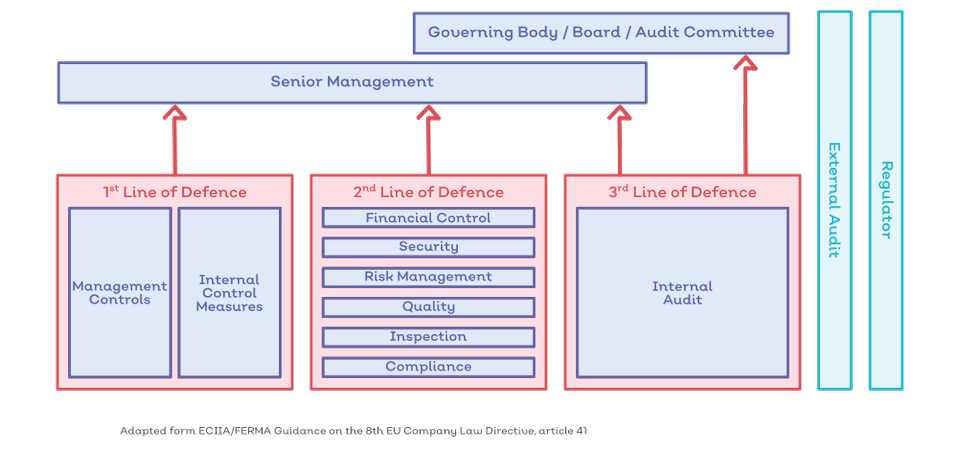 Governing Body / Board / Audit Committee
Senior Management
1st Line of Defence
Management
Controls
Internal
Control
Measures
2nd Line of Defence
Financial Control
Security
Risk Management
Quality
Inspection
Compliance
3rd Line of Defence
Internal
Audit
External Audit
Regulator
Adapted form ECIIA/FERMA Guidance on the 8th EU Company Law Directive, article 41